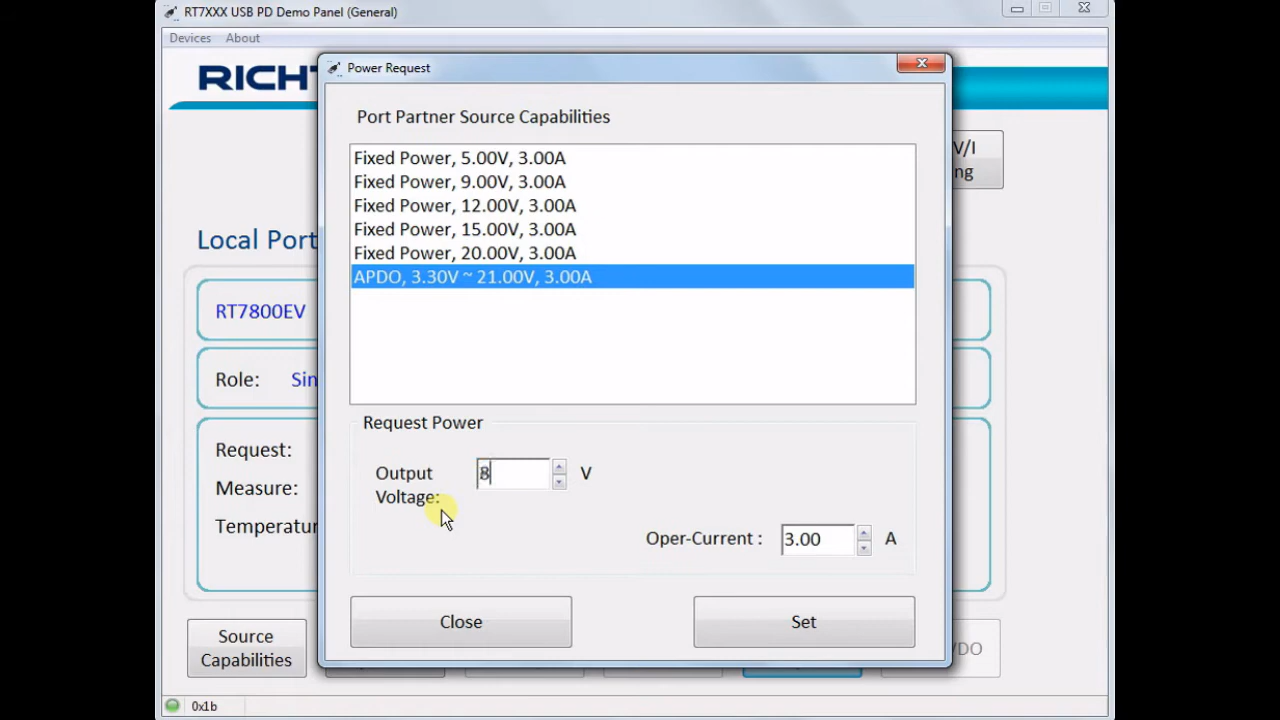 RT7XXX USB PD Demo Panel (General)
Devices About
RICHT
Power Request
Port Partner Source Capabilities
Fixed Power, 5.00V, 3.00A
Fixed Power, 9.00V, 3.00A
Fixed Power, 12.00V, 3.00A
Fixed Power, 15.00V, 3.00A
Fixed Power, 20.00V, 3.00A
APDO, 3.30V ~ 21.00V, 3.00A
V/I
ng
Local Port
RT7800EV
Role: Sin
Request:
Measure:
Temperatur
Request Power
Output
Voltage:
8 V
Oper-Current : 3.00 A
Close Set
Source
Capabilities
VDO
0x1b